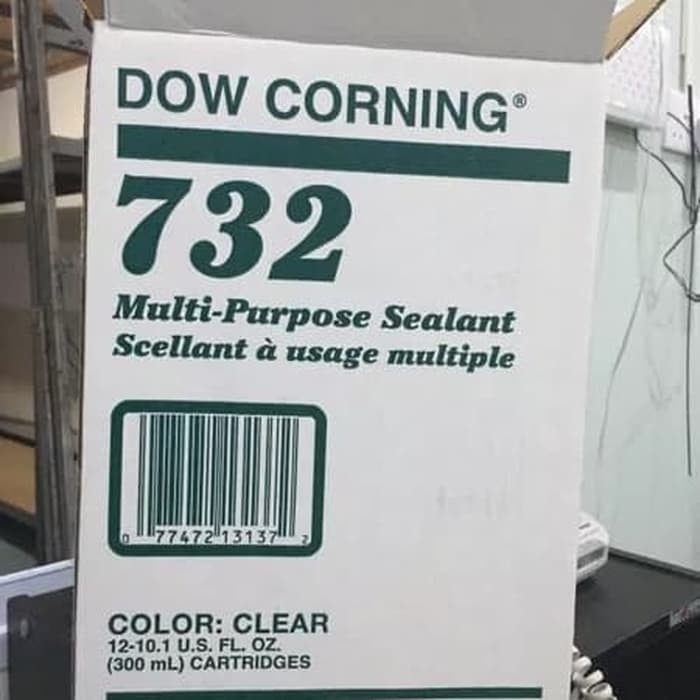 DOW CORNING®
732
Multi-Purpose Sealant
Scellant à usage multiple
0 77472 13137 2
COLOR: CLEAR
12-10.1 U.S. FL. OZ.
(300 mL) CARTRIDGES